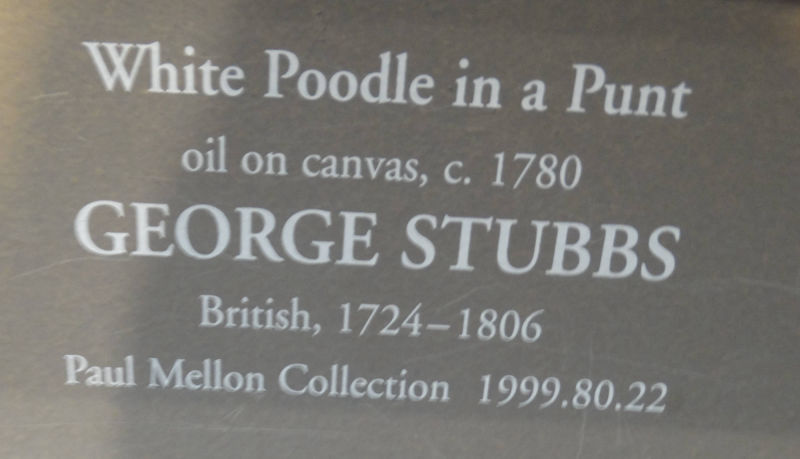 White Poodle in a Punt
oil on canvas, c. 1780
GEORGE STUBBS
British, 1724–1806
Paul Mellon Collection 1999.80.22